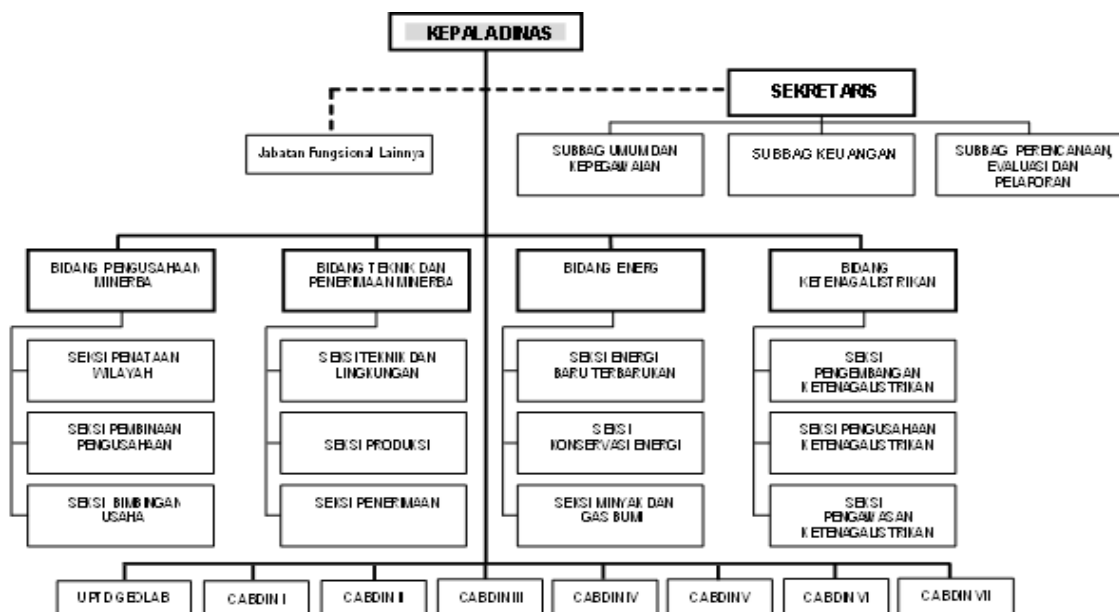 KEPALA DINAS
SEKRETARIS
Jabatan Fungsional Lainnya
SUBBAG UMUM DAN
KEPEGAWAIAN
SUBBAG KEUANGAN
SUBBAG PERENCANAAN,
EVALUASI DAN
PELAPORAN
BIDANG PENGUSAHAAN
MINERBA
BIDANG TEKNIK DAN
PENERIMAAN MINERBA
BIDANG ENERG
BIDANG
KETENAGALISTRIKAN
SEKSI PENATAAN
WILAYAH
SEKSI PEMBINAAN
PENGUSAHAAN
SEKSI BIMBINGAN
USAHA
SEKSI TEKNIK DAN
LINGKUNGAN
SEKSI PRODUKSI
SEKSI PENERIMAAN
SEKSI ENERGI
BARU TERBARUKAN
SEKSI
KONSERVASI ENERGI
SEKSI MINYAK DAN
GAS BUMI
SEKSI
PENGEMBANGAN
KETENAGALISTRIKAN
SEKSI PENGUSAHAAN
KETENAGALISTRIKAN
SEKSI
PENGAWASAN
KETENAGALISTRIKAN
UPTD GEOLAB
CABDIN I
CABDIN II
CABDIN III
CABDIN IV
CABDIN V
CABDIN VI
CABDIN VII